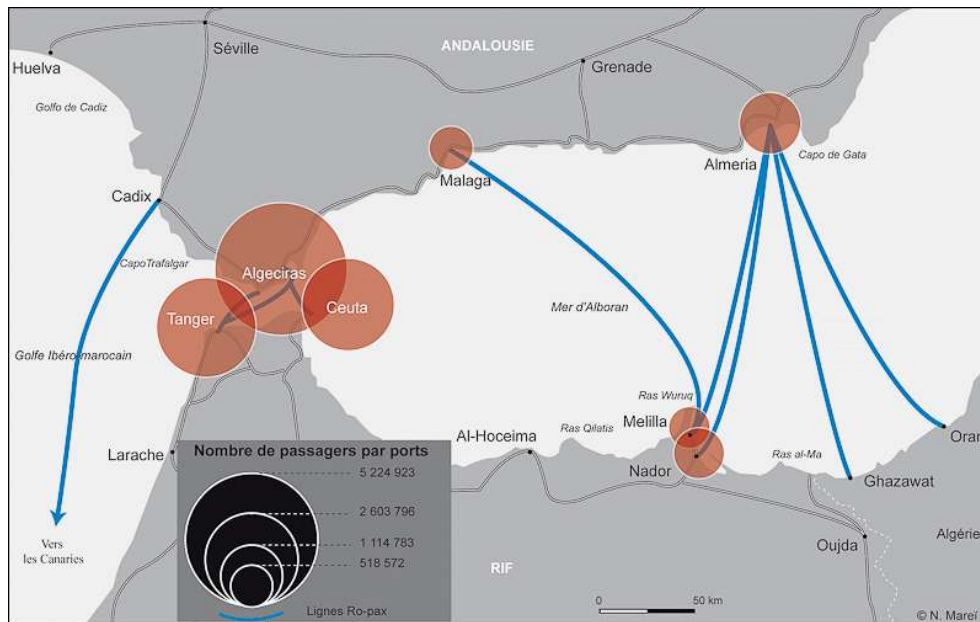 ANDALOUSIE
Séville
Huelva
Grenade
Golfo de Cadiz
Malaga
Almeria
Capo de Gata
Cadix
CapoTrafalgar
Algeciras
Tanger
Ceuta
Mer d'Alboran
Golfe Ibéro-marocain
Ras Wuruq
Melilla
Ras Qilatis
Al-Hoceima
Oran
Larache
Nador
Ras al-Ma
Ghazawat
Nombre de passagers par ports
5 224 923
2 603 796
1 114 783
518 572
Lignes Ro-pax
Vers
les Canaries
Oujda
Algérie
RIF
0 50 km
© N. Mareï